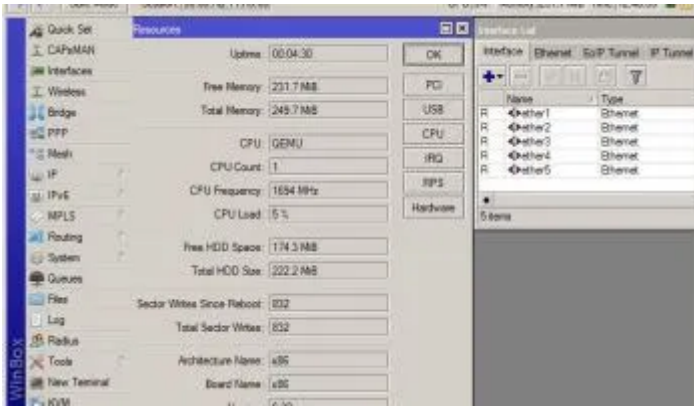 Quick Set
CAPsMAN
Interfaces
Wireless
Bridge
PPP
Mesh
IP
IPv6
MPLS
Routing
System
Queues
Files
Log
Radius
Tools
New Terminal
KVM
WinBox
Resources
Uptime: 00:04:30
Free Memory: 231.7 MiB
Total Memory: 249.7 MiB
CPU: QEMU
CPU Count: 1
CPU Frequency: 1694 MHz
CPU Load: 5 %
Free HDD Space: 174.3 MiB
Total HDD Size: 222.2 MiB
Sector Writes Since Reboot: 832
Total Sector Writes: 832
Architecture Name: x86
Board Name: x86
OK
PCI
USB
CPU
IRQ
RPS
Hardware
Interface List
Interface Ethernet EoIP Tunnel IP Tunnel
Name Type
R ether1 Ethernet
R ether2 Ethernet
R ether3 Ethernet
R ether4 Ethernet
R ether5 Ethernet
5 items